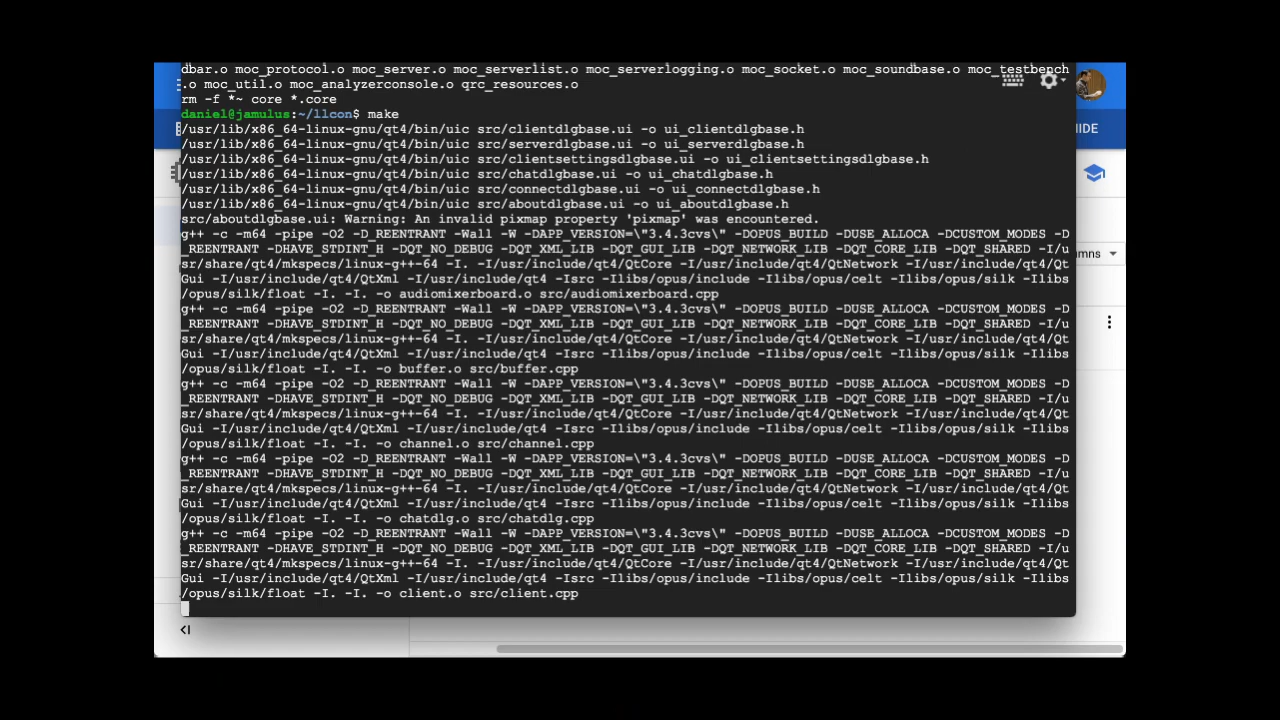 dbar.o moc_protocol.o moc_server.o moc_serverlist.o moc_serverlogging.o moc_socket.o moc_soundbase.o moc_testbench
.o moc_util.o moc_analyzerconsole.o qrc_resources.o
rm -f *~ core *.core
daniel@jamulus:~/llcon$ make
/usr/lib/x86_64-linux-gnu/qt4/bin/uic src/clientdlgbase.ui -o ui_clientdlgbase.h
/usr/lib/x86_64-linux-gnu/qt4/bin/uic src/serverdlgbase.ui -o ui_serverdlgbase.h
/usr/lib/x86_64-linux-gnu/qt4/bin/uic src/clientsettingsdlgbase.ui -o ui_clientsettingsdlgbase.h
/usr/lib/x86_64-linux-gnu/qt4/bin/uic src/chatdlgbase.ui -o ui_chatdlgbase.h
/usr/lib/x86_64-linux-gnu/qt4/bin/uic src/connectdlgbase.ui -o ui_connectdlgbase.h
/usr/lib/x86_64-linux-gnu/qt4/bin/uic src/aboutdlgbase.ui -o ui_aboutdlgbase.h
src/aboutdlgbase.ui: Warning: An invalid pixmap property 'pixmap' was encountered.
g++ -c -m64 -pipe -O2 -D_REENTRANT -Wall -W -DAPP_VERSION=\"3.4.3cvs\" -DOPUS_BUILD -DUSE_ALLOCA -DCUSTOM_MODES -D
_REENTRANT -DHAVE_STDINT_H -DQT_NO_DEBUG -DQT_XML_LIB -DQT_GUI_LIB -DQT_NETWORK_LIB -DQT_CORE_LIB -DQT_SHARED -I/u
sr/share/qt4/mkspecs/linux-g++-64 -I. -I/usr/include/qt4/QtCore -I/usr/include/qt4/QtNetwork -I/usr/include/qt4/Qt
Gui -I/usr/include/qt4/QtXml -I/usr/include/qt4 -Isrc -Ilibs/opus/include -Ilibs/opus/celt -Ilibs/opus/silk -Ilibs
/opus/silk/float -I. -I. -o audiomixerboard.o src/audiomixerboard.cpp
g++ -c -m64 -pipe -O2 -D_REENTRANT -Wall -W -DAPP_VERSION=\"3.4.3cvs\" -DOPUS_BUILD -DUSE_ALLOCA -DCUSTOM_MODES -D
_REENTRANT -DHAVE_STDINT_H -DQT_NO_DEBUG -DQT_XML_LIB -DQT_GUI_LIB -DQT_NETWORK_LIB -DQT_CORE_LIB -DQT_SHARED -I/u
sr/share/qt4/mkspecs/linux-g++-64 -I. -I/usr/include/qt4/QtCore -I/usr/include/qt4/QtNetwork -I/usr/include/qt4/Qt
Gui -I/usr/include/qt4/QtXml -I/usr/include/qt4 -Isrc -Ilibs/opus/include -Ilibs/opus/celt -Ilibs/opus/silk -Ilibs
/opus/silk/float -I. -I. -o buffer.o src/buffer.cpp
g++ -c -m64 -pipe -O2 -D_REENTRANT -Wall -W -DAPP_VERSION=\"3.4.3cvs\" -DOPUS_BUILD -DUSE_ALLOCA -DCUSTOM_MODES -D
_REENTRANT -DHAVE_STDINT_H -DQT_NO_DEBUG -DQT_XML_LIB -DQT_GUI_LIB -DQT_NETWORK_LIB -DQT_CORE_LIB -DQT_SHARED -I/u
sr/share/qt4/mkspecs/linux-g++-64 -I. -I/usr/include/qt4/QtCore -I/usr/include/qt4/QtNetwork -I/usr/include/qt4/Qt
Gui -I/usr/include/qt4/QtXml -I/usr/include/qt4 -Isrc -Ilibs/opus/include -Ilibs/opus/celt -Ilibs/opus/silk -Ilibs
/opus/silk/float -I. -I. -o channel.o src/channel.cpp
g++ -c -m64 -pipe -O2 -D_REENTRANT -Wall -W -DAPP_VERSION=\"3.4.3cvs\" -DOPUS_BUILD -DUSE_ALLOCA -DCUSTOM_MODES -D
_REENTRANT -DHAVE_STDINT_H -DQT_NO_DEBUG -DQT_XML_LIB -DQT_GUI_LIB -DQT_NETWORK_LIB -DQT_CORE_LIB -DQT_SHARED -I/u
sr/share/qt4/mkspecs/linux-g++-64 -I. -I/usr/include/qt4/QtCore -I/usr/include/qt4/QtNetwork -I/usr/include/qt4/Qt
Gui -I/usr/include/qt4/QtXml -I/usr/include/qt4 -Isrc -Ilibs/opus/include -Ilibs/opus/celt -Ilibs/opus/silk -Ilibs
/opus/silk/float -I. -I. -o chatdlg.o src/chatdlg.cpp
g++ -c -m64 -pipe -O2 -D_REENTRANT -Wall -W -DAPP_VERSION=\"3.4.3cvs\" -DOPUS_BUILD -DUSE_ALLOCA -DCUSTOM_MODES -D
_REENTRANT -DHAVE_STDINT_H -DQT_NO_DEBUG -DQT_XML_LIB -DQT_GUI_LIB -DQT_NETWORK_LIB -DQT_CORE_LIB -DQT_SHARED -I/u
sr/share/qt4/mkspecs/linux-g++-64 -I. -I/usr/include/qt4/QtCore -I/usr/include/qt4/QtNetwork -I/usr/include/qt4/Qt
Gui -I/usr/include/qt4/QtXml -I/usr/include/qt4 -Isrc -Ilibs/opus/include -Ilibs/opus/celt -Ilibs/opus/silk -Ilibs
/opus/silk/float -I. -I. -o client.o src/client.cpp
IDE
mns